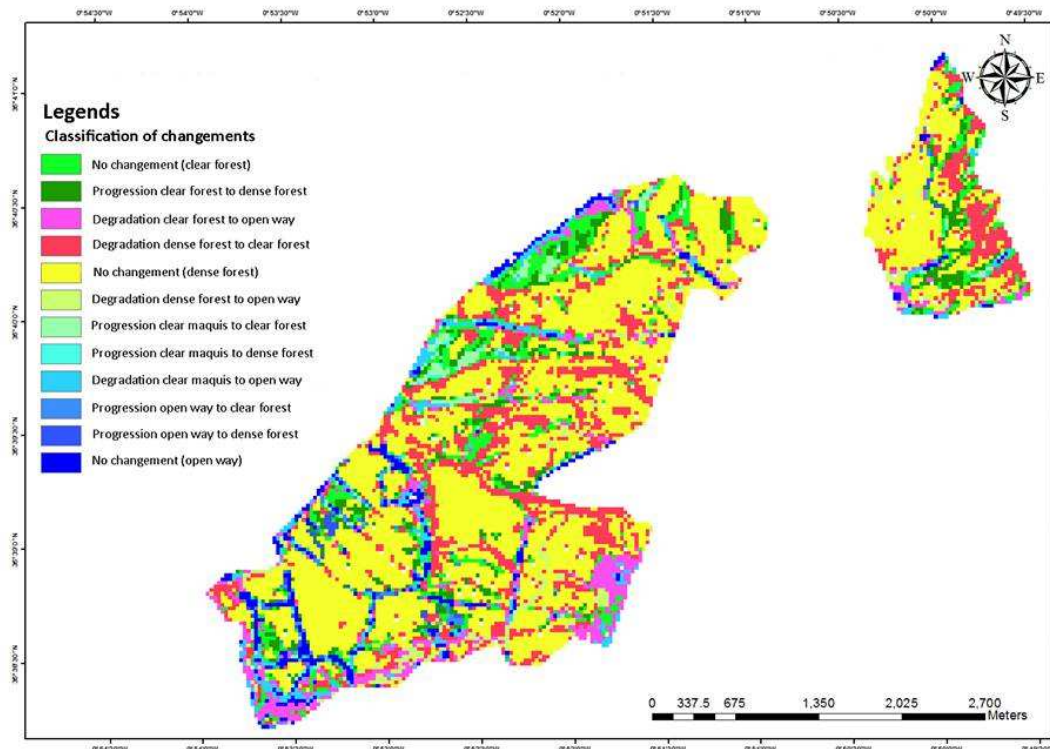 0°54'30"W 0°54'0"W 0°53'30"W 0°53'0"W 0°52'30"W 0°52'0"W 0°51'30"W 0°51'0"W 0°50'30"W 0°50'0"W 0°49'30"W
N
W E
S
Legends
Classification of changements
No changement (clear forest)
Progression clear forest to dense forest
Degradation clear forest to open way
Degradation dense forest to clear forest
No changement (dense forest)
Degradation dense forest to open way
Progression clear maquis to clear forest
Progression clear maquis to dense forest
Degradation clear maquis to open way
Progression open way to clear forest
Progression open way to dense forest
No changement (open way)
0 337.5 675 1,350 2,025 2,700
Meters